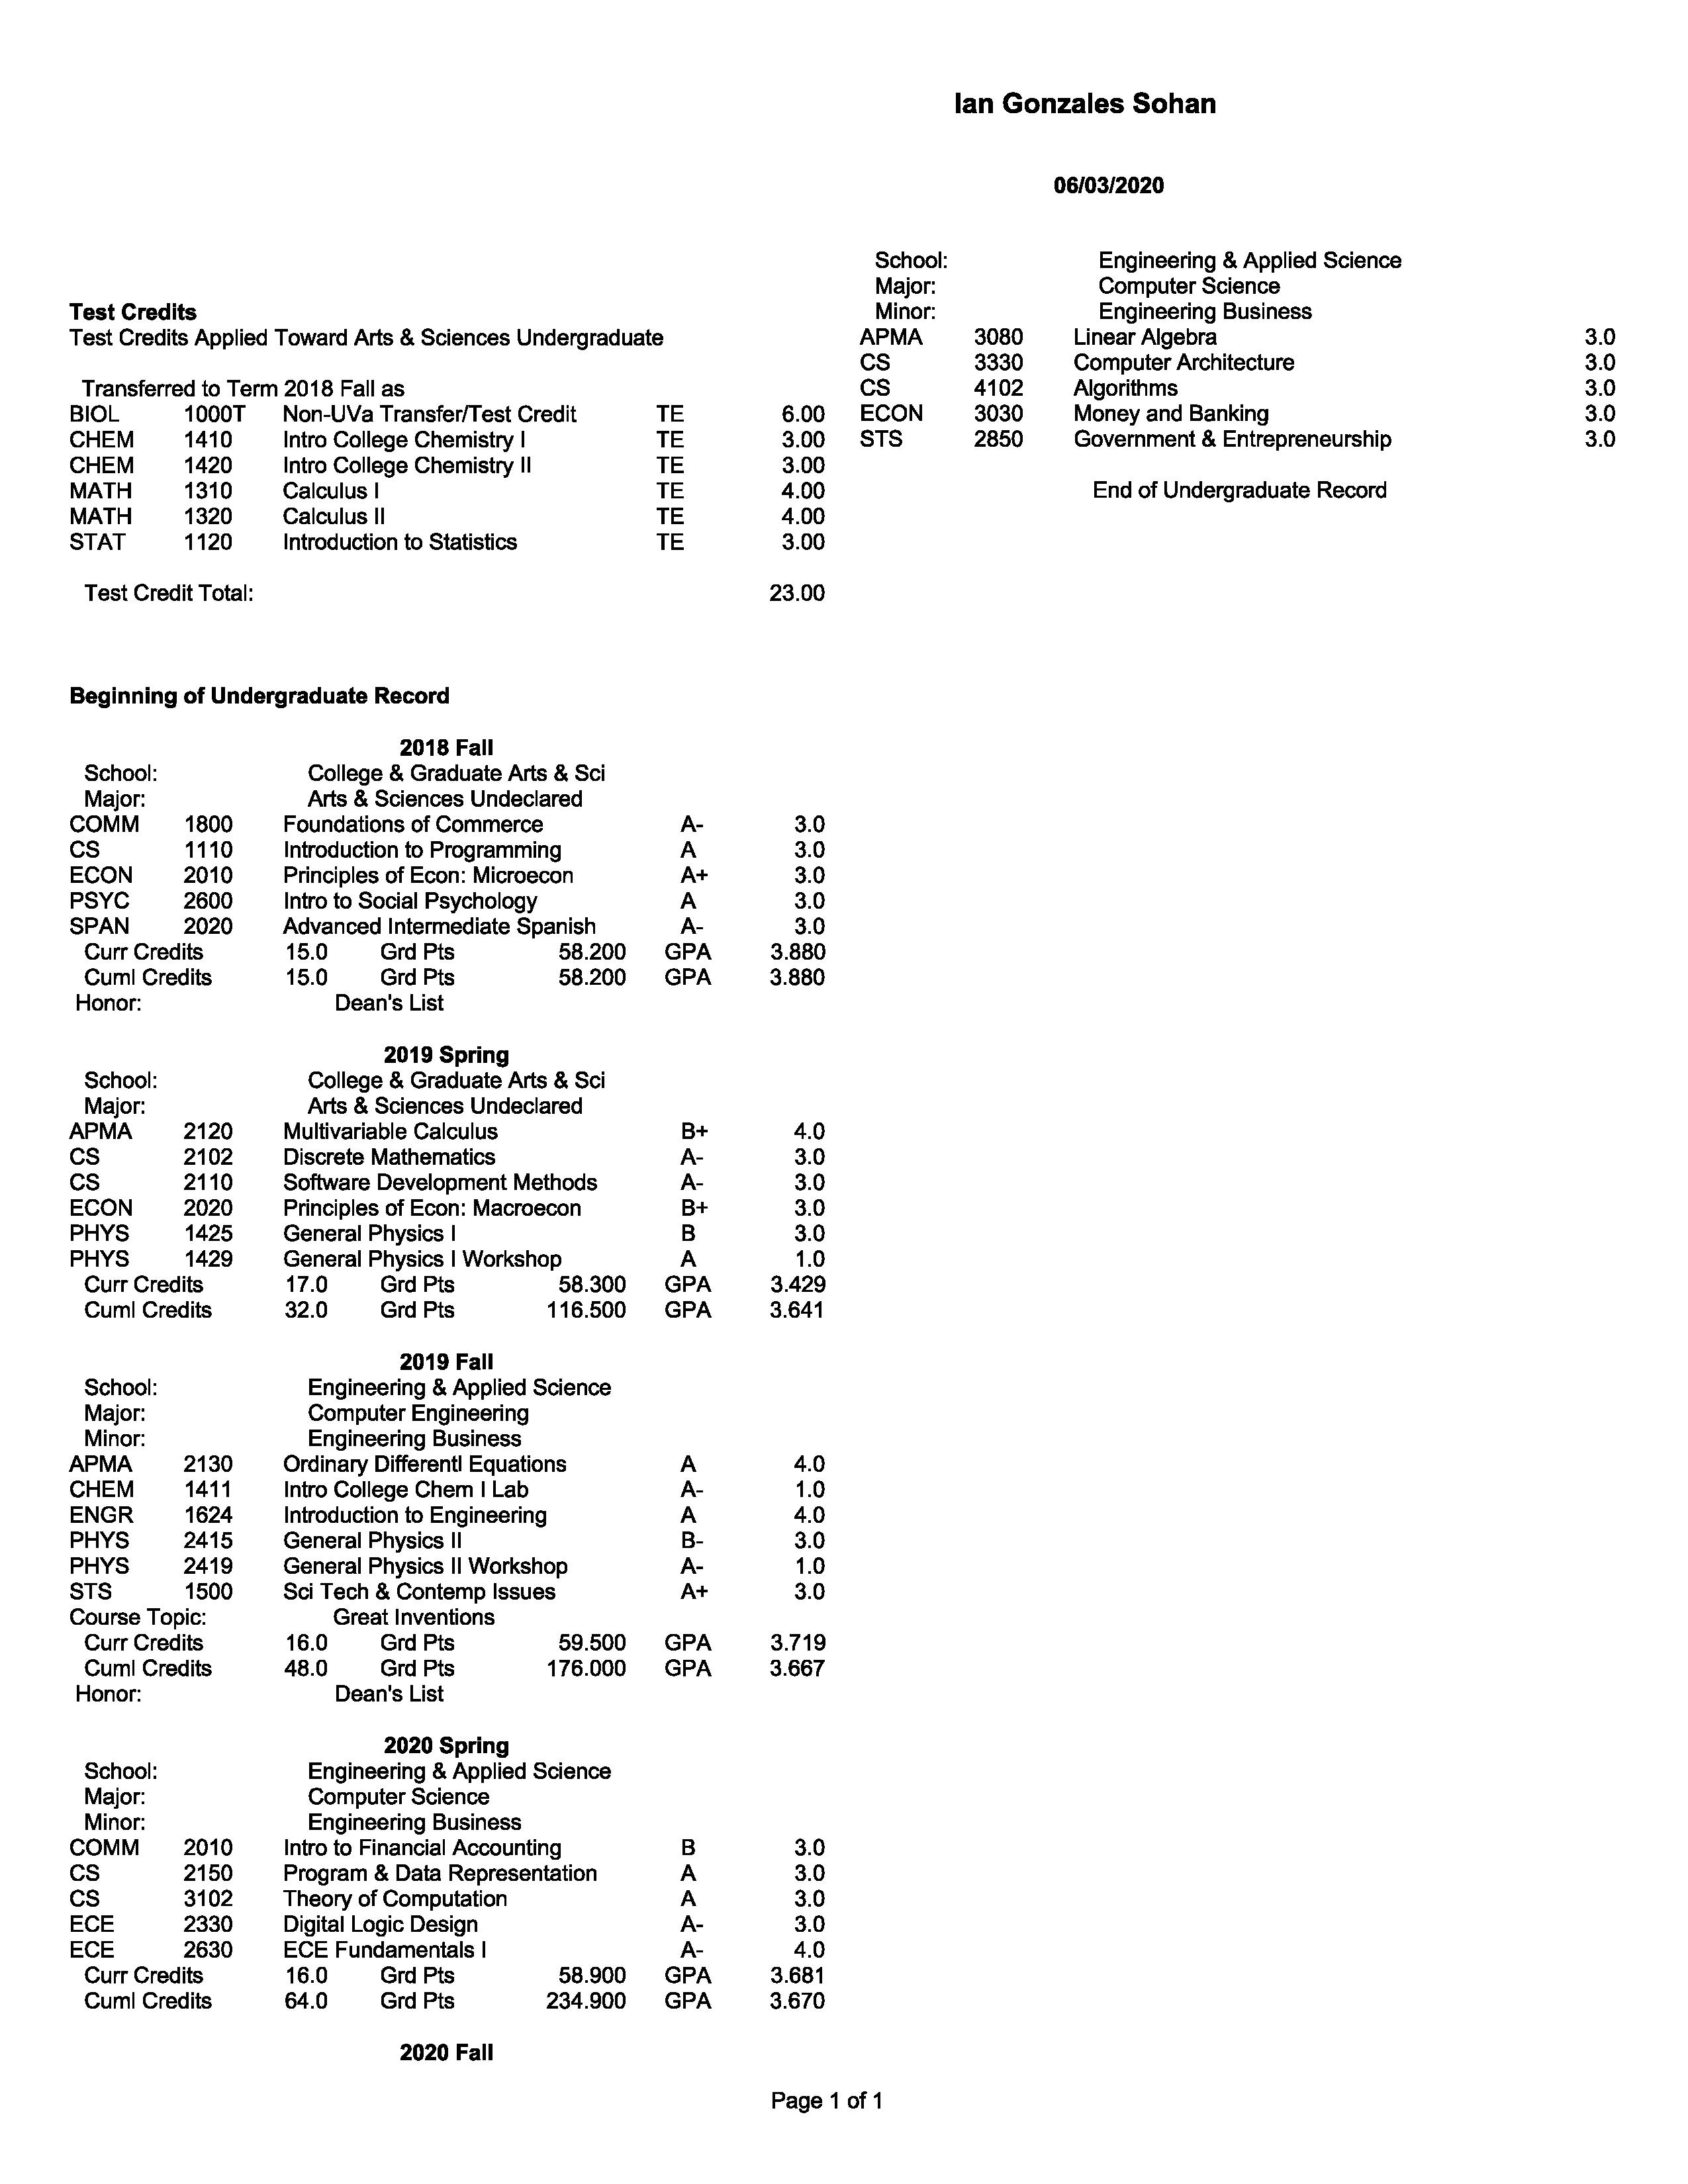 Ian Gonzales Sohan
06/03/2020
Test Credits
Test Credits Applied Toward Arts & Sciences Undergraduate
Transferred to Term 2018 Fall as
BIOL 1000T Non-UVa Transfer/Test Credit TE 6.00
CHEM 1410 Intro College Chemistry I TE 3.00
CHEM 1420 Intro College Chemistry II TE 3.00
MATH 1310 Calculus I TE 4.00
MATH 1320 Calculus II TE 4.00
STAT 1120 Introduction to Statistics TE 3.00
Test Credit Total: 23.00
Beginning of Undergraduate Record
2018 Fall
School: College & Graduate Arts & Sci
Major: Arts & Sciences Undeclared
COMM 1800 Foundations of Commerce A- 3.0
CS 1110 Introduction to Programming A 3.0
ECON 2010 Principles of Econ: Microecon A+ 3.0
PSYC 2600 Intro to Social Psychology A 3.0
SPAN 2020 Advanced Intermediate Spanish A- 3.0
Curr Credits 15.0 Grd Pts 58.200 GPA 3.880
Cuml Credits 15.0 Grd Pts 58.200 GPA 3.880
Honor: Dean's List
2019 Spring
School: College & Graduate Arts & Sci
Major: Arts & Sciences Undeclared
APMA 2120 Multivariable Calculus B+ 4.0
CS 2102 Discrete Mathematics A- 3.0
CS 2110 Software Development Methods A- 3.0
ECON 2020 Principles of Econ: Macroecon B+ 3.0
PHYS 1425 General Physics I B 3.0
PHYS 1429 General Physics I Workshop A 1.0
Curr Credits 17.0 Grd Pts 58.300 GPA 3.429
Cuml Credits 32.0 Grd Pts 116.500 GPA 3.641
2019 Fall
School: Engineering & Applied Science
Major: Computer Engineering
Minor: Engineering Business
APMA 2130 Ordinary Differentl Equations A 4.0
CHEM 1411 Intro College Chem I Lab A- 1.0
ENGR 1624 Introduction to Engineering A 4.0
PHYS 2415 General Physics II B- 3.0
PHYS 2419 General Physics II Workshop A- 1.0
STS 1500 Sci Tech & Contemp Issues A+ 3.0
Course Topic: Great Inventions
Curr Credits 16.0 Grd Pts 59.500 GPA 3.719
Cuml Credits 48.0 Grd Pts 176.000 GPA 3.667
Honor: Dean's List
2020 Spring
School: Engineering & Applied Science
Major: Computer Science
Minor: Engineering Business
COMM 2010 Intro to Financial Accounting B 3.0
CS 2150 Program & Data Representation A 3.0
CS 3102 Theory of Computation A 3.0
ECE 2330 Digital Logic Design A- 3.0
ECE 2630 ECE Fundamentals I A- 4.0
Curr Credits 16.0 Grd Pts 58.900 GPA 3.681
Cuml Credits 64.0 Grd Pts 234.900 GPA 3.670
2020 Fall
School: Engineering & Applied Science
Major: Computer Science
Minor: Engineering Business
APMA 3080 Linear Algebra 3.0
CS 3330 Computer Architecture 3.0
CS 4102 Algorithms 3.0
ECON 3030 Money and Banking 3.0
STS 2850 Government & Entrepreneurship 3.0
End of Undergraduate Record
Page 1 of 1